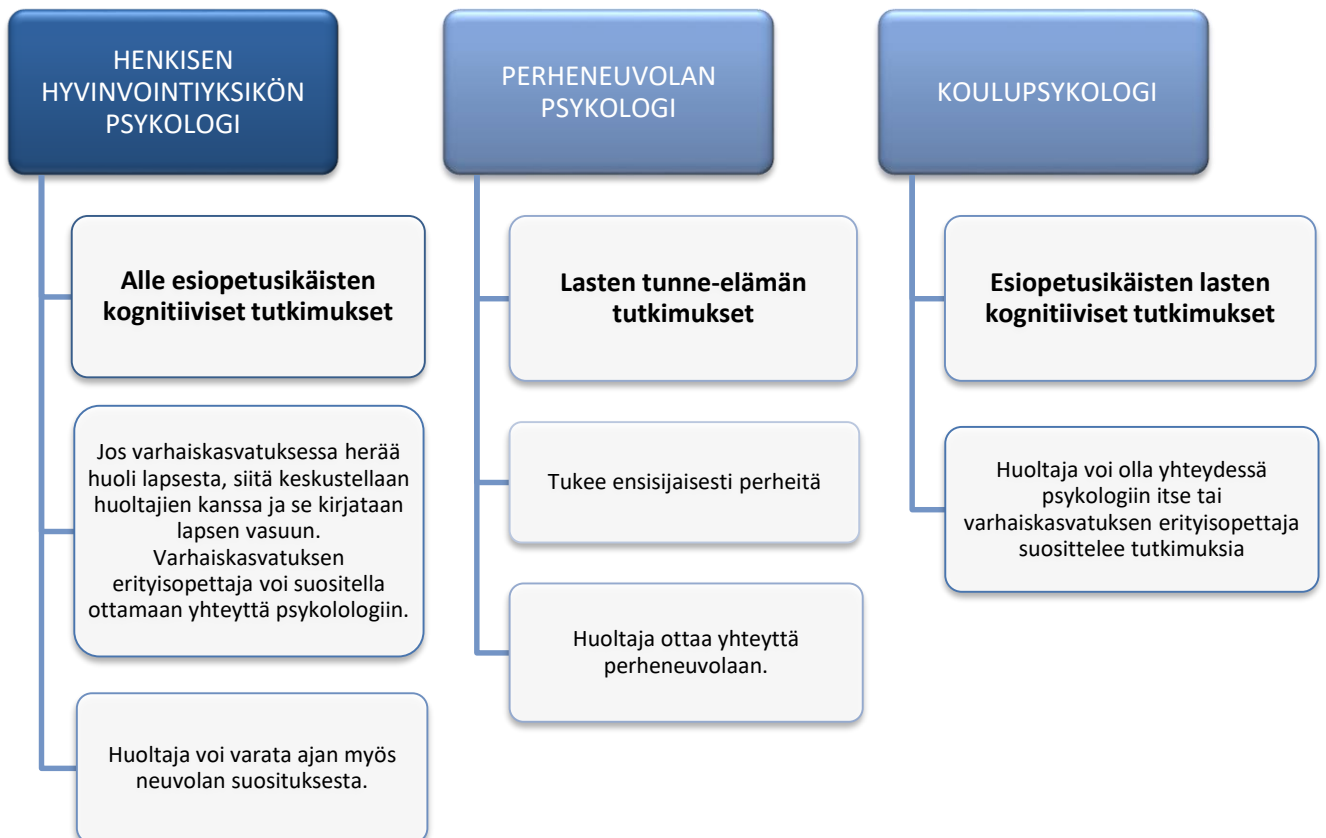 HENKISEN
HYVINVOINTIYKSIKÖN
PSYKOLOGI
Alle esiopetusikäisten
kognitiiviset tutkimukset
Jos varhaiskasvatuksessa herää
huoli lapsesta, siitä keskustellaan
huoltajien kanssa ja se kirjataan
lapsen vasuun.
Varhaiskasvatuksen
erityisopettaja voi suositella
ottamaan yhteyttä psykolologiin.
Huoltaja voi varata ajan myös
neuvolan suosituksesta.
PERHENEUVOLAN
PSYKOLOGI
Lasten tunne-elämän
tutkimukset
Tukee ensisijaisesti perheitä
Huoltaja ottaa yhteyttä
perheneuvolaan.
KOULUPSYKOLOGI
Esiopetusikäisten lasten
kognitiiviset tutkimukset
Huoltaja voi olla yhteydessä
psykologiin itse tai
varhaiskasvatuksen erityisopettaja
suosittelee tutkimuksia